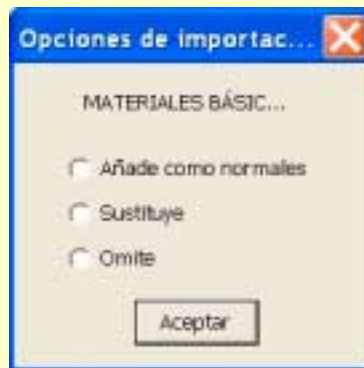 Opciones de importac...
MATERIALES BÁSIC...
Añade como normales
Sustituye
Omite
Aceptar